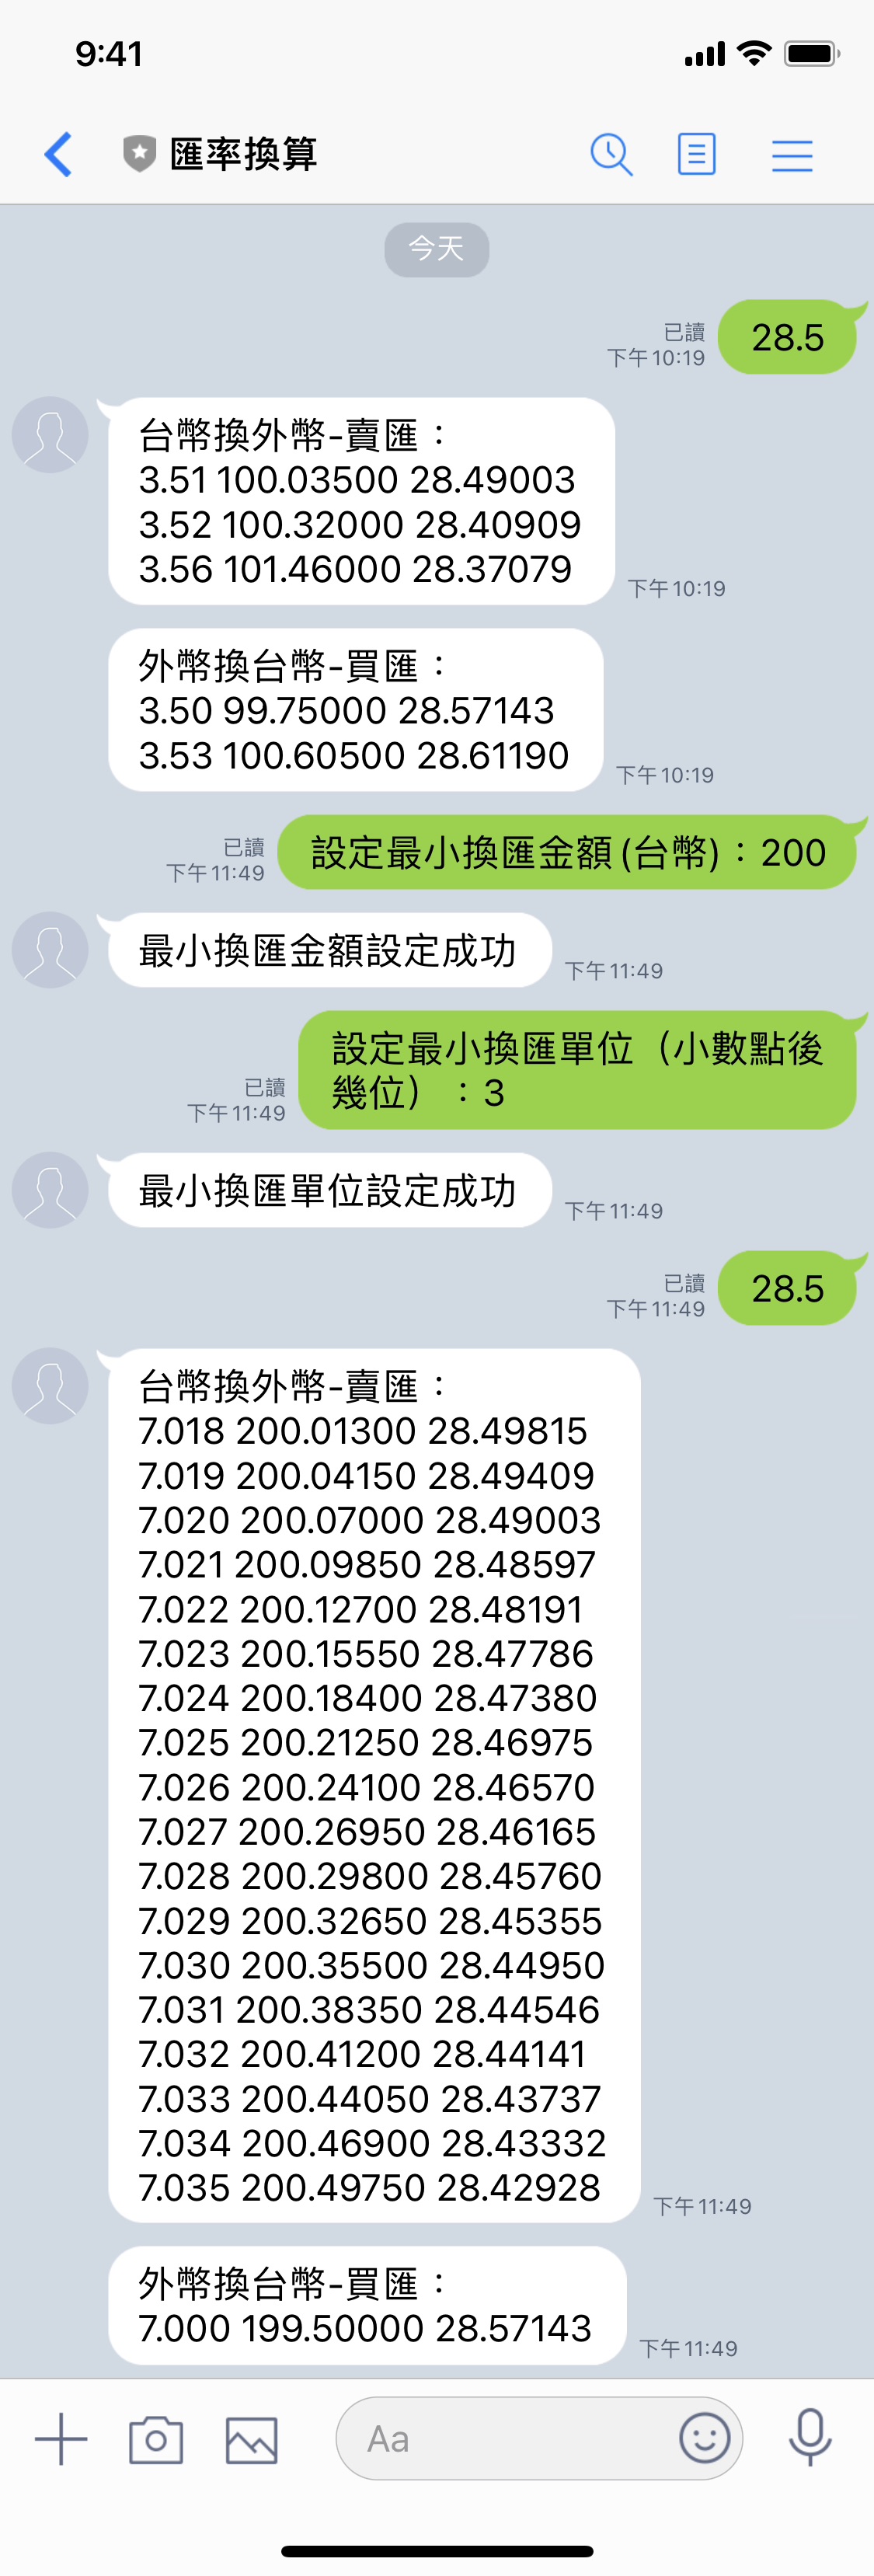 9:41
匯率換算
今天
28.5
已讀
下午10:19
台幣換外幣-賣匯：
3.51 100.03500 28.49003
3.52 100.32000 28.40909
3.56 101.46000 28.37079
下午10:19
外幣換台幣-買匯：
3.50 99.75000 28.57143
3.53 100.60500 28.61190
下午10:19
設定最小換匯金額(台幣)：200
已讀
下午11:49
最小換匯金額設定成功
下午11:49
設定最小換匯單位（小數點後
幾位）：3
已讀
下午11:49
最小換匯單位設定成功
下午11:49
28.5
已讀
下午11:49
台幣換外幣-賣匯：
7.018 200.01300 28.49815
7.019 200.04150 28.49409
7.020 200.07000 28.49003
7.021 200.09850 28.48597
7.022 200.12700 28.48191
7.023 200.15550 28.47786
7.024 200.18400 28.47380
7.025 200.21250 28.46975
7.026 200.24100 28.46570
7.027 200.26950 28.46165
7.028 200.29800 28.45760
7.029 200.32650 28.45355
7.030 200.35500 28.44950
7.031 200.38350 28.44546
7.032 200.41200 28.44141
7.033 200.44050 28.43737
7.034 200.46900 28.43332
7.035 200.49750 28.42928
下午11:49
外幣換台幣-買匯：
7.000 199.50000 28.57143
下午11:49
Aa